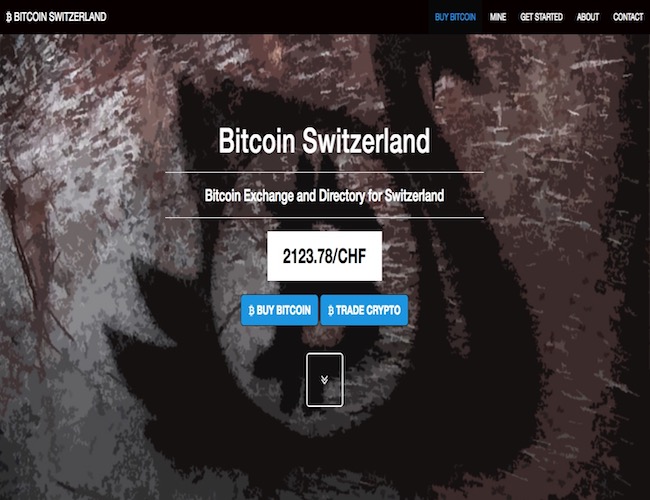 ₿ BITCOIN SWITZERLAND
BUY BITCOIN MINE GET STARTED ABOUT CONTACT
Bitcoin Switzerland
Bitcoin Exchange and Directory for Switzerland
2123.78/CHF
₿ BUY BITCOIN ₿ TRADE CRYPTO